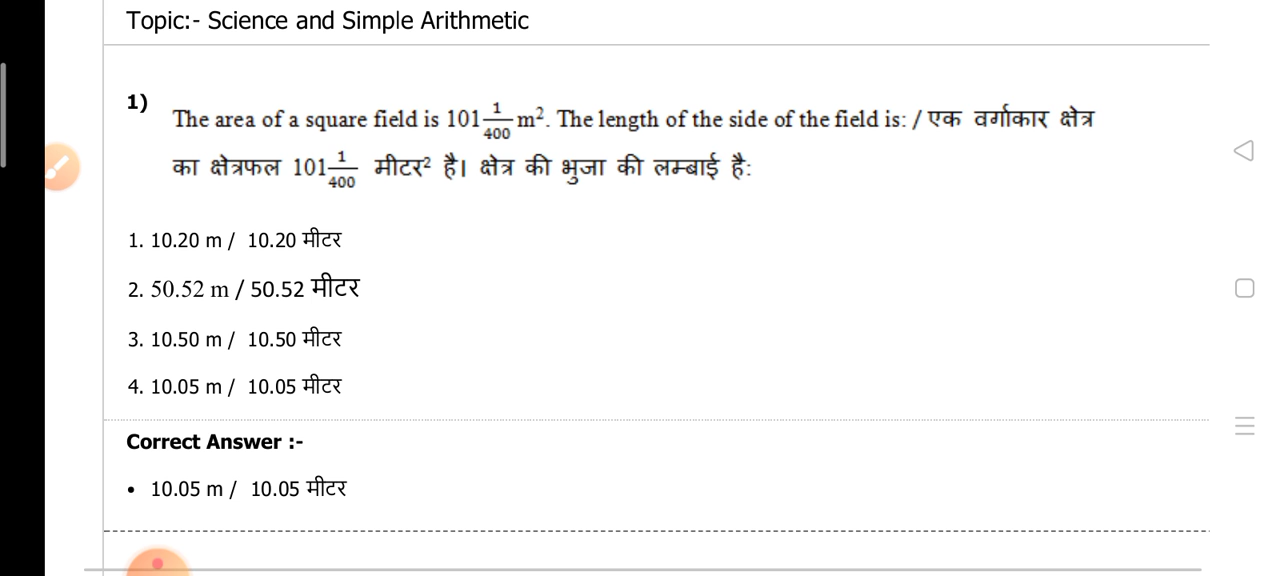 Topic:- Science and Simple Arithmetic
1)
The area of a square field is 101 1/400 m². The length of the side of the field is: / एक वर्गाकार क्षेत्र
का क्षेत्रफल 101 1/400 मीटर² है। क्षेत्र की भुजा की लम्बाई है:
1. 10.20 m / 10.20 मीटर
2. 50.52 m / 50.52 मीटर
3. 10.50 m / 10.50 मीटर
4. 10.05 m / 10.05 मीटर
Correct Answer :-
• 10.05 m / 10.05 मीटर